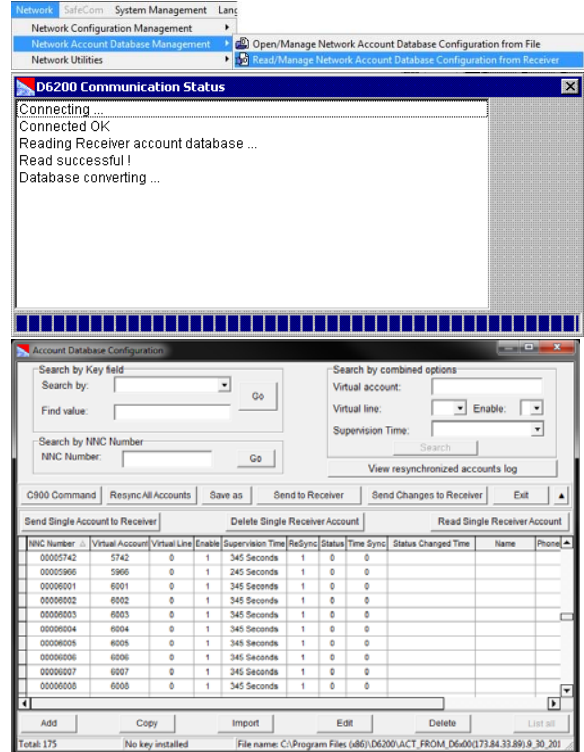 Network SafeCom System Management Lang
Network Configuration Management
Network Account Database Management
Open/Manage Network Account Database Configuration from File
Network Utilities
Read/Manage Network Account Database Configuration from Receiver
D6200 Communication Status
Connecting ...
Connected OK
Reading Receiver account database ...
Read successful !
Database converting ...
Account Database Configuration
Search by Key field
Search by:
Go
Find value:
Search by NNC Number
NNC Number:
Go
Search by combined options
Virtual account:
Virtual line:
Enable:
Supervision Time:
Search
View resynchronized accounts log
C900 Command Resync All Accounts Save as Send to Receiver Send Changes to Receiver Exit
Send Single Account to Receiver Delete Single Receiver Account Read Single Receiver Account
NNC Number Virtual Account Virtual Line Enable Supervision Time ReSync Status Time Sync Status Changed Time Name Phone
00005742 5742 0 1 345 Seconds 1 0 0
00005966 5966 0 1 245 Seconds 1 0 0
00006001 6001 0 1 345 Seconds 1 0 0
00006002 6002 0 1 345 Seconds 1 0 0
00006003 6003 0 1 345 Seconds 1 0 0
00006004 6004 0 1 345 Seconds 1 0 0
00006005 6005 0 1 345 Seconds 1 0 0
00006006 6006 0 1 345 Seconds 1 0 0
00006007 6007 0 1 345 Seconds 1 0 0
00006008 6008 0 1 345 Seconds 1 0 0
Add Copy Import Edit Delete List all
Total: 175 No key installed File name: C:\Program Files (x86)\D6200\ACT_FROM_D6x00(173.84.33.89).9_30_201